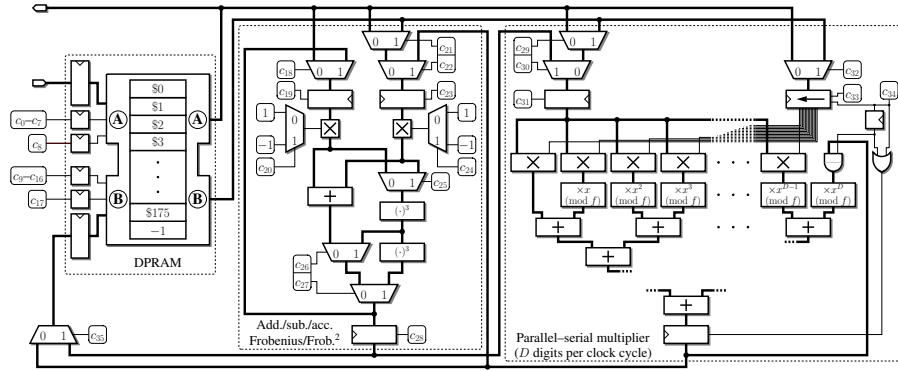 0 1
0 1
c21
c22
0 1
c18
0 1
c19
c23
1
0
1
−1
c20
1
0
1
−1
c24
0 1
c25
+
(·)³
(·)³
0 1
c26
c27
0 1
c28
Add./sub./acc.
Frobenius/Frob.²
c0–c7
c8
c9–c16
c17
A
B
$0
$1
$2
$3
$175
−1
A
B
DPRAM
0 1
c35
c29
0 1
c30
1 0
c31
0 1
c32
c33
c34
×
×
×
×
×
×x
(mod f)
×x²
(mod f)
×x³
(mod f)
×x^{D−1}
(mod f)
×x^D
(mod f)
+
+
+
+
+
Parallel–serial multiplier
(D digits per clock cycle)